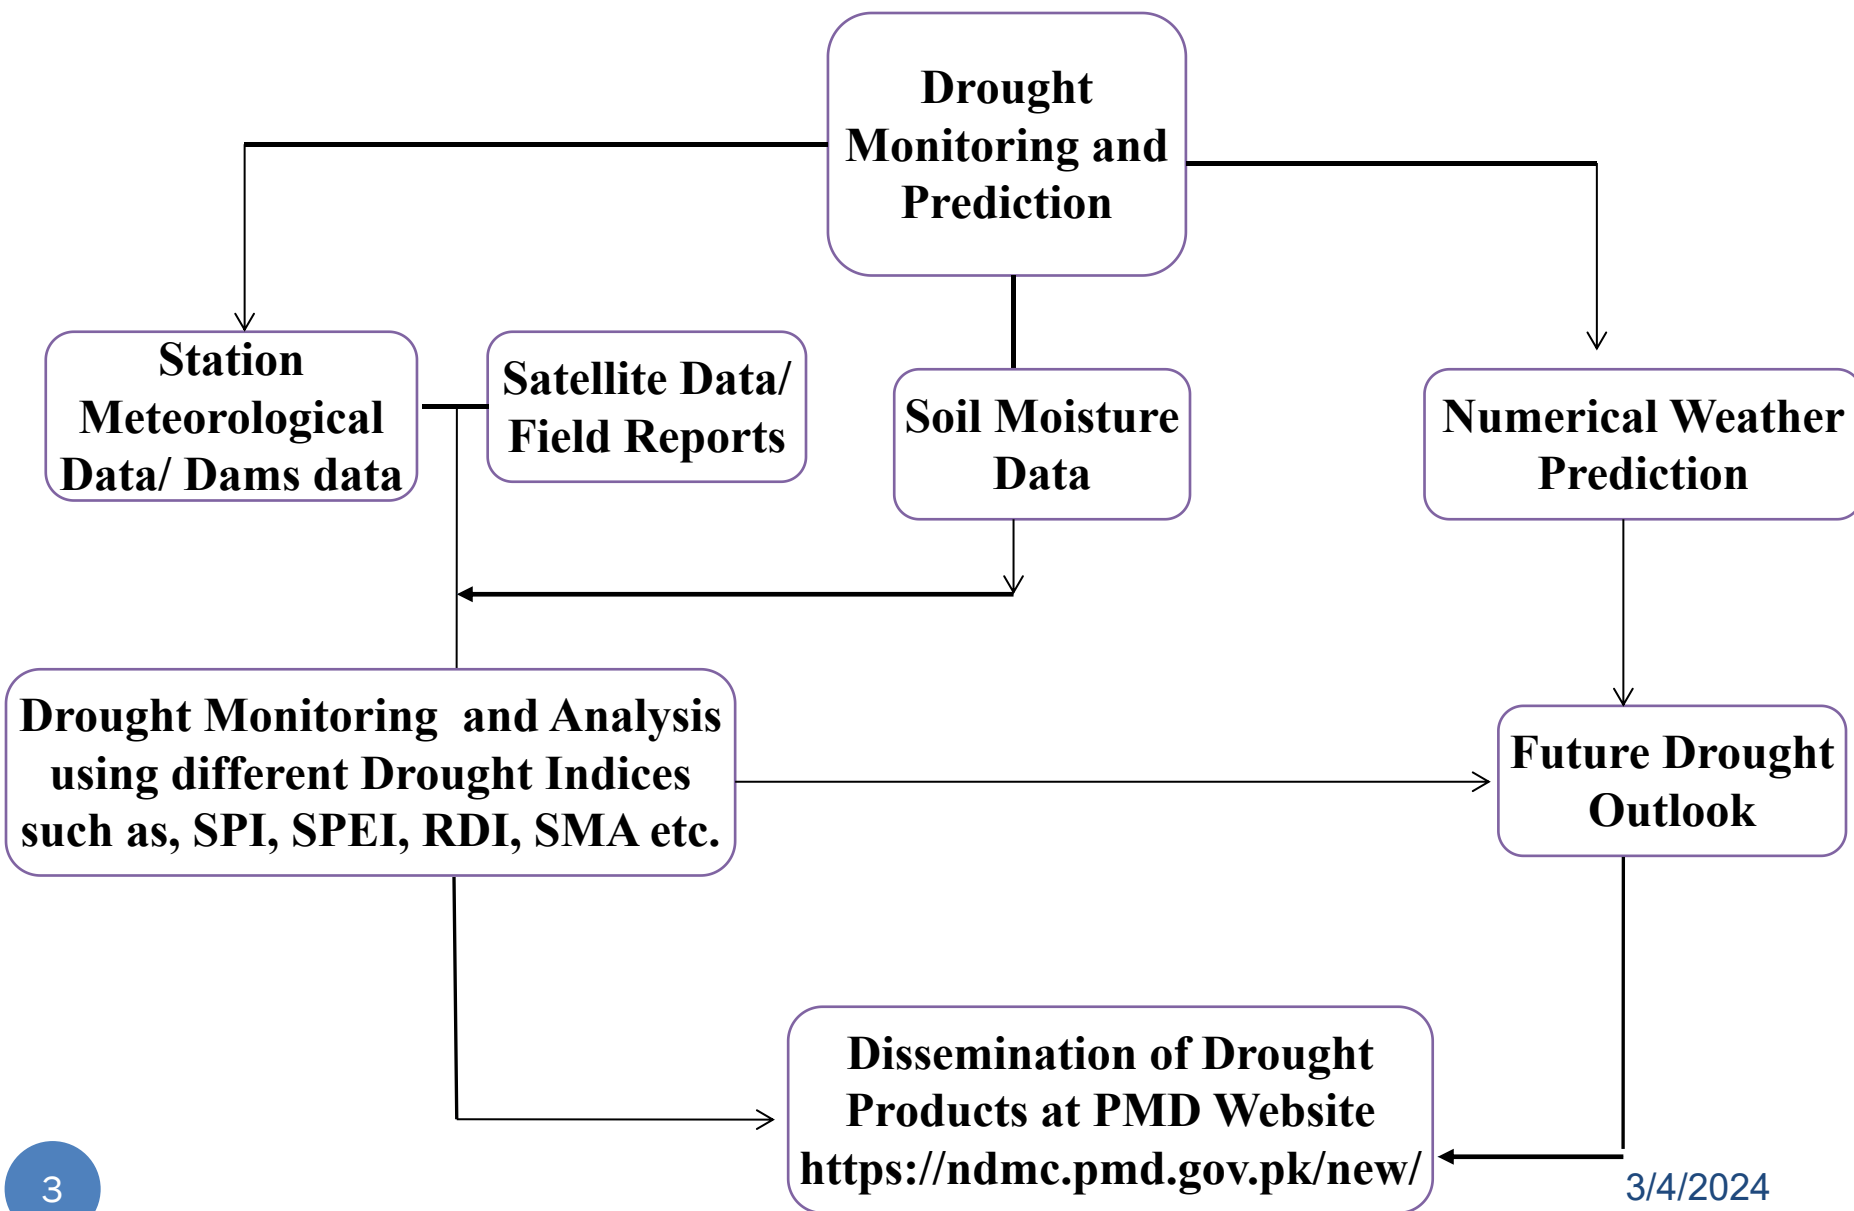 Drought
Monitoring and
Prediction
Station
Meteorological
Data/ Dams data
Satellite Data/
Field Reports
Soil Moisture
Data
Numerical Weather
Prediction
Drought Monitoring and Analysis
using different Drought Indices
such as, SPI, SPEI, RDI, SMA etc.
Future Drought
Outlook
Dissemination of Drought
Products at PMD Website
https://ndmc.pmd.gov.pk/new/
3
3/4/2024